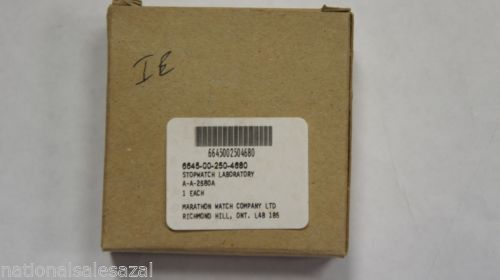 IE
6645002504680
6645-00-250-4680
STOPWATCH LABORATORY
A-A-2680A
1 EACH
MARATHON WATCH COMPANY LTD
RICHMOND HILL, ONT. L4B 1B5
nationalsalesazal